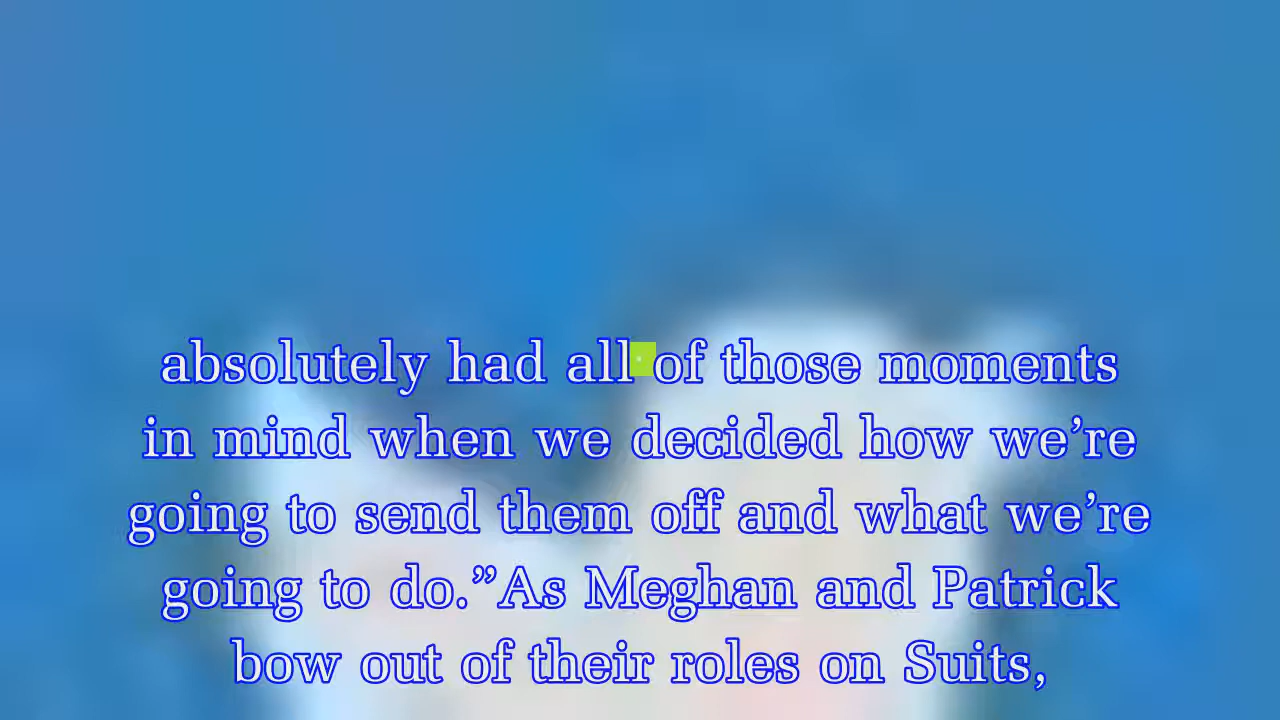 absolutely had all of those moments
in mind when we decided how we’re
going to send them off and what we’re
going to do.”As Meghan and Patrick
bow out of their roles on Suits,